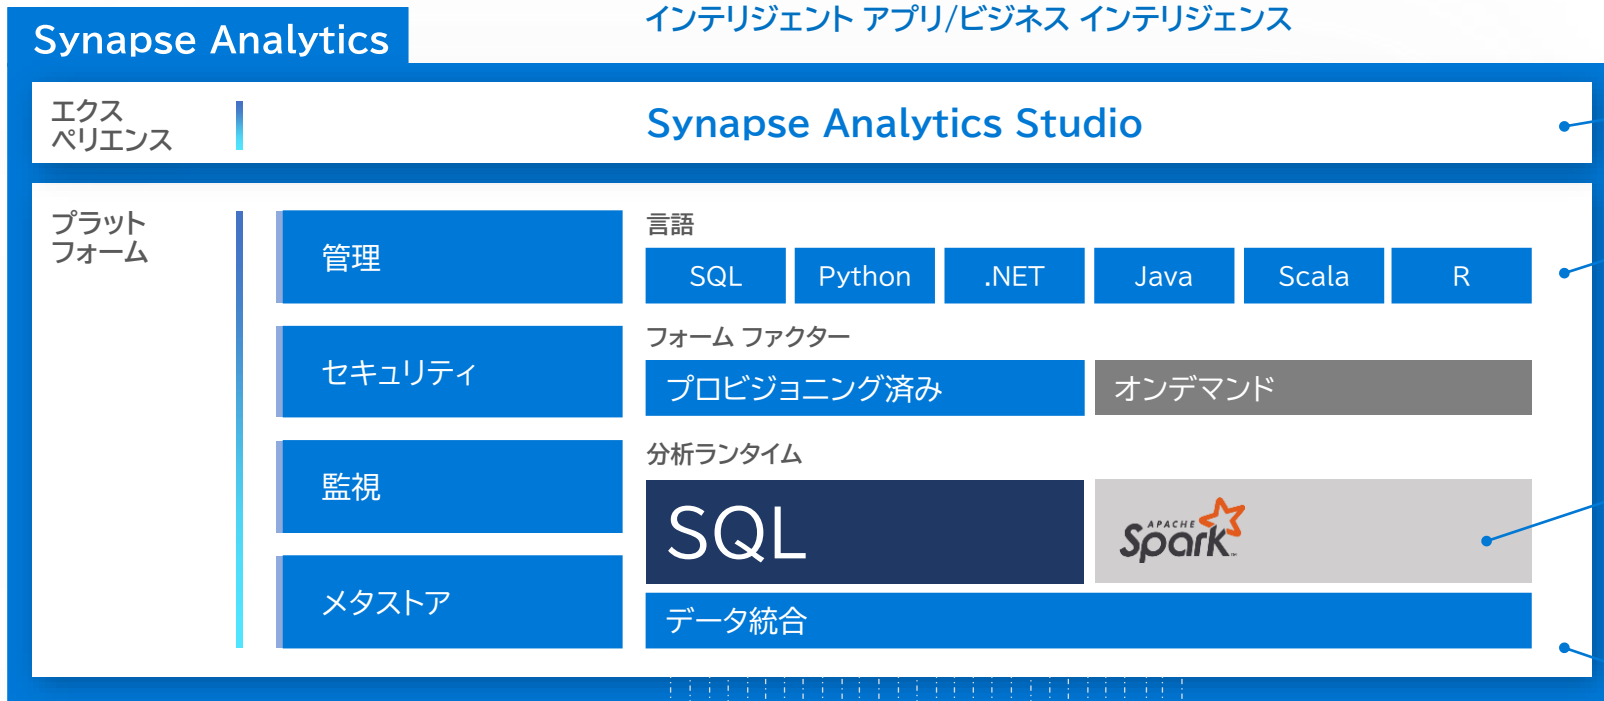 インテリジェント アプリ/ビジネス インテリジェンス
Synapse Analytics
エクス
ペリエンス
Synapse Analytics Studio
プラット
フォーム
管理
セキュリティ
監視
メタストア
言語
SQL
Python
.NET
Java
Scala
R
フォーム ファクター
プロビジョニング済み
オンデマンド
分析ランタイム
SQL
APACHE
Spark
データ統合